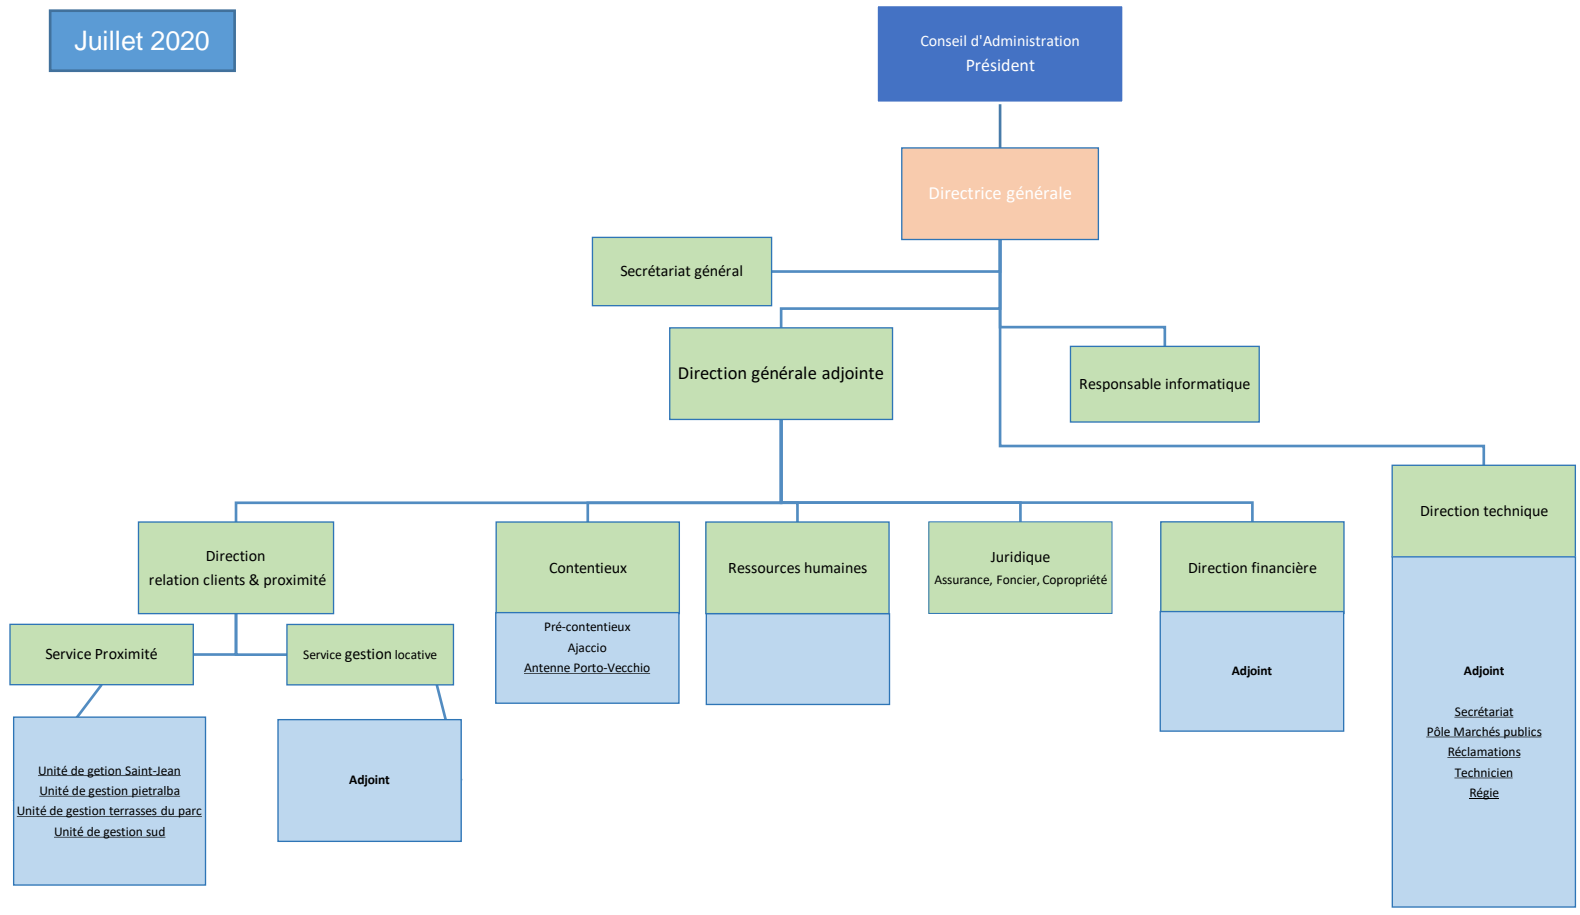 Juillet 2020
Conseil d'Administration
Président
Directrice générale
Secrétariat général
Direction générale adjointe
Responsable informatique
Direction technique
Direction
relation clients & proximité
Contentieux
Ressources humaines
Juridique
Assurance, Foncier, Copropriété
Direction financière
Service Proximité
Service gestion locative
Pré-contentieux
Ajaccio
Antenne Porto-Vecchio
Adjoint
Adjoint
Secrétariat
Pôle Marchés publics
Réclamations
Technicien
Régie
Unité de getion Saint-Jean
Unité de gestion pietralba
Unité de gestion terrasses du parc
Unité de gestion sud
Adjoint